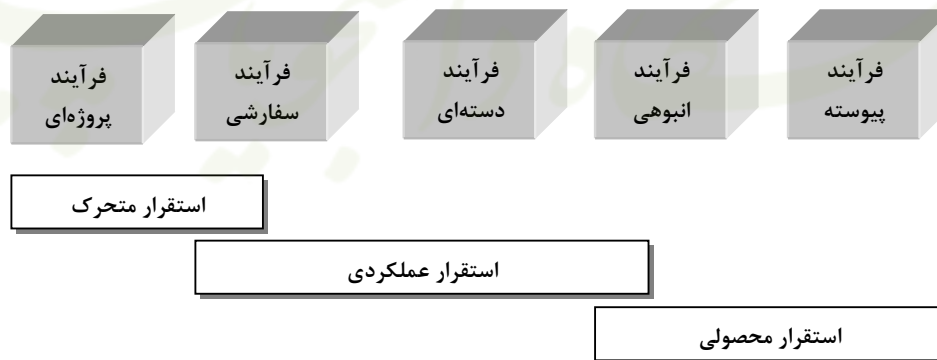 فرآیند
پیوسته
فرآیند
انبوهی
فرآیند
دسته‌ای
فرآیند
سفارشی
فرآیند
پروژه‌ای
استقرار متحرک
استقرار عملکردی
استقرار محصولی